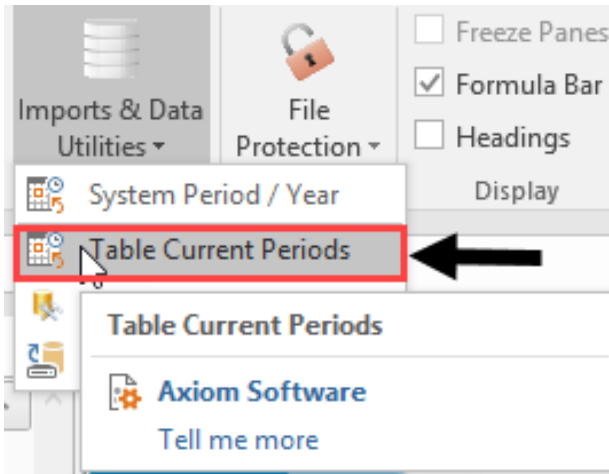 Imports & Data
Utilities
File
Protection
Freeze Panes
Formula Bar
Headings
Display
System Period / Year
Table Current Periods
Table Current Periods
Axiom Software
Tell me more